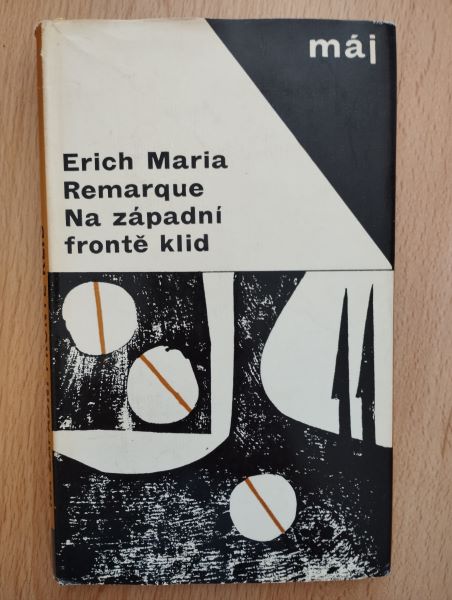 máj
Erich Maria
Remarque
Na západní
frontě klid